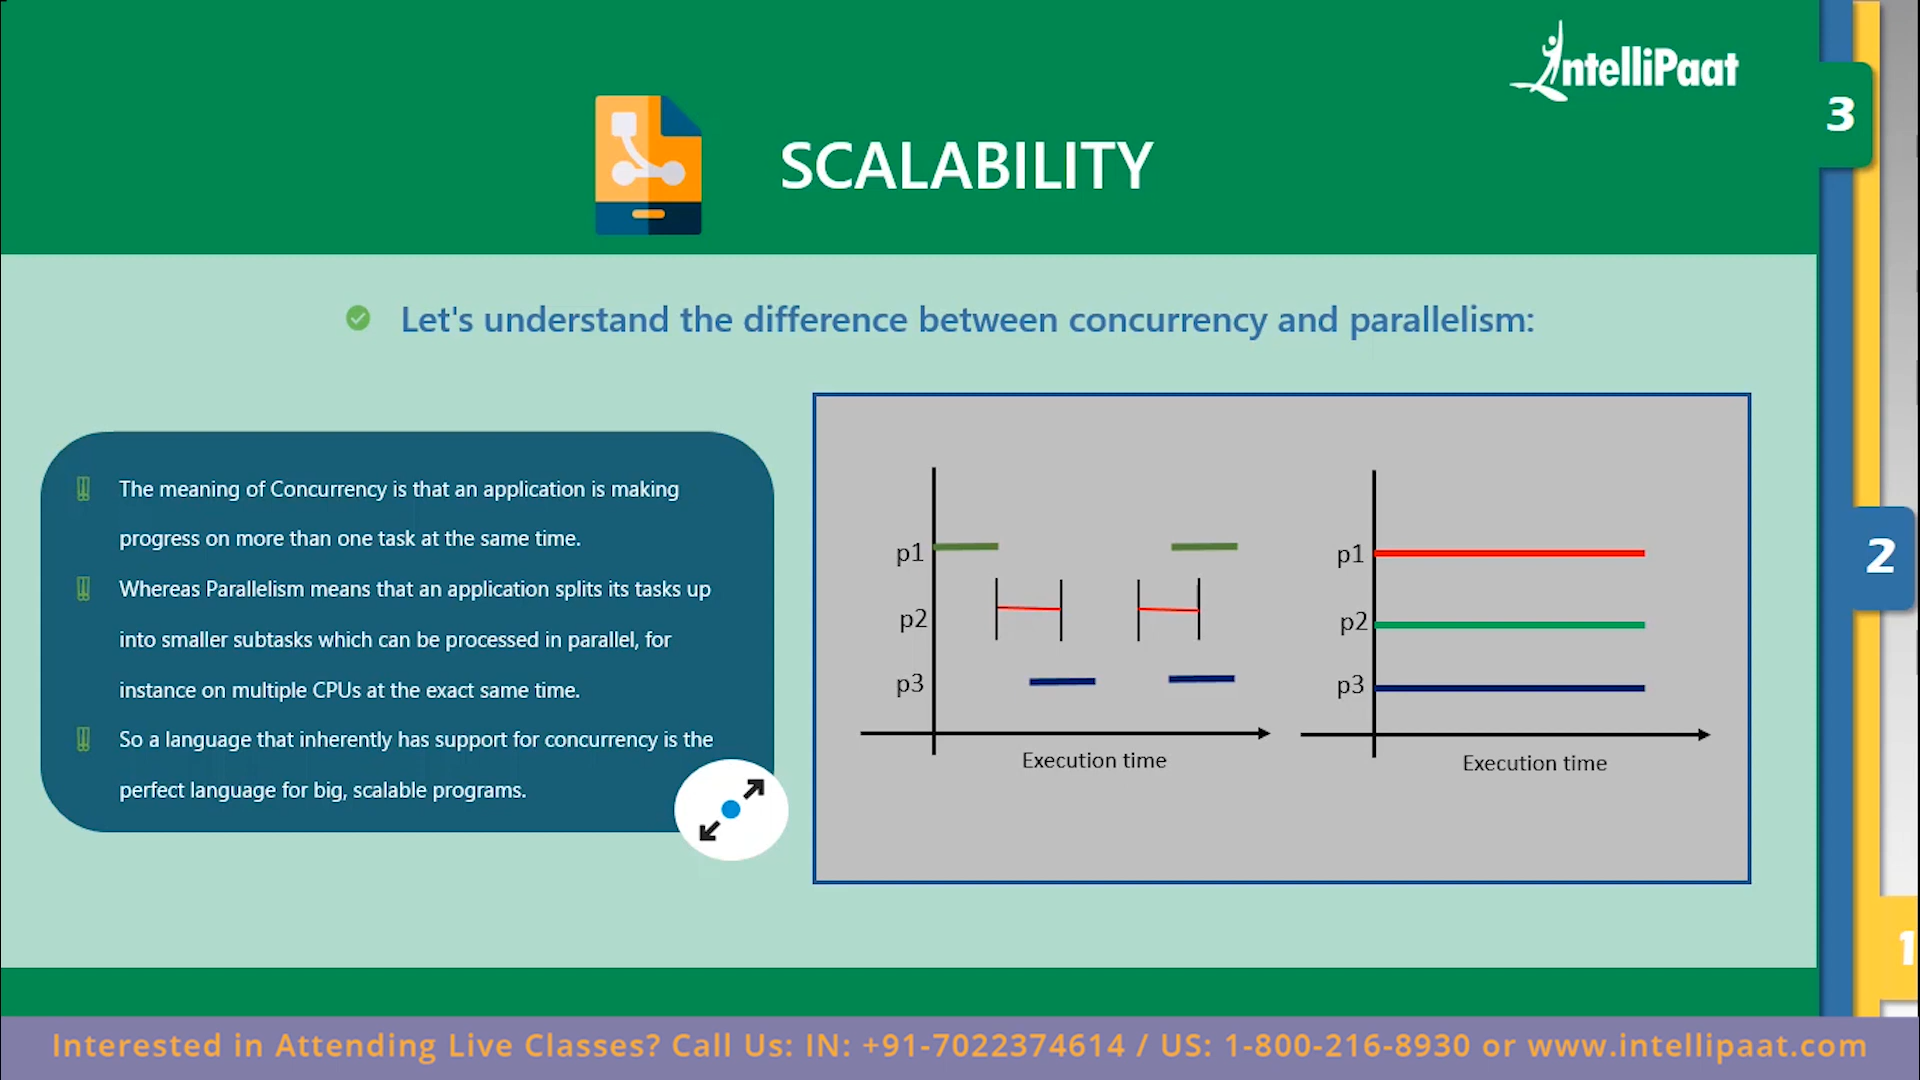 IntelliPaat
3
SCALABILITY
Let's understand the difference between concurrency and parallelism:
The meaning of Concurrency is that an application is making
progress on more than one task at the same time.
Whereas Parallelism means that an application splits its tasks up
into smaller subtasks which can be processed in parallel, for
instance on multiple CPUs at the exact same time.
So a language that inherently has support for concurrency is the
perfect language for big, scalable programs.
p1
p2
p3
Execution time
p1
p2
p3
Execution time
2
1
Interested in Attending Live Classes? Call Us: IN: +91-7022374614 / US: 1-800-216-8930 or www.intellipaat.com